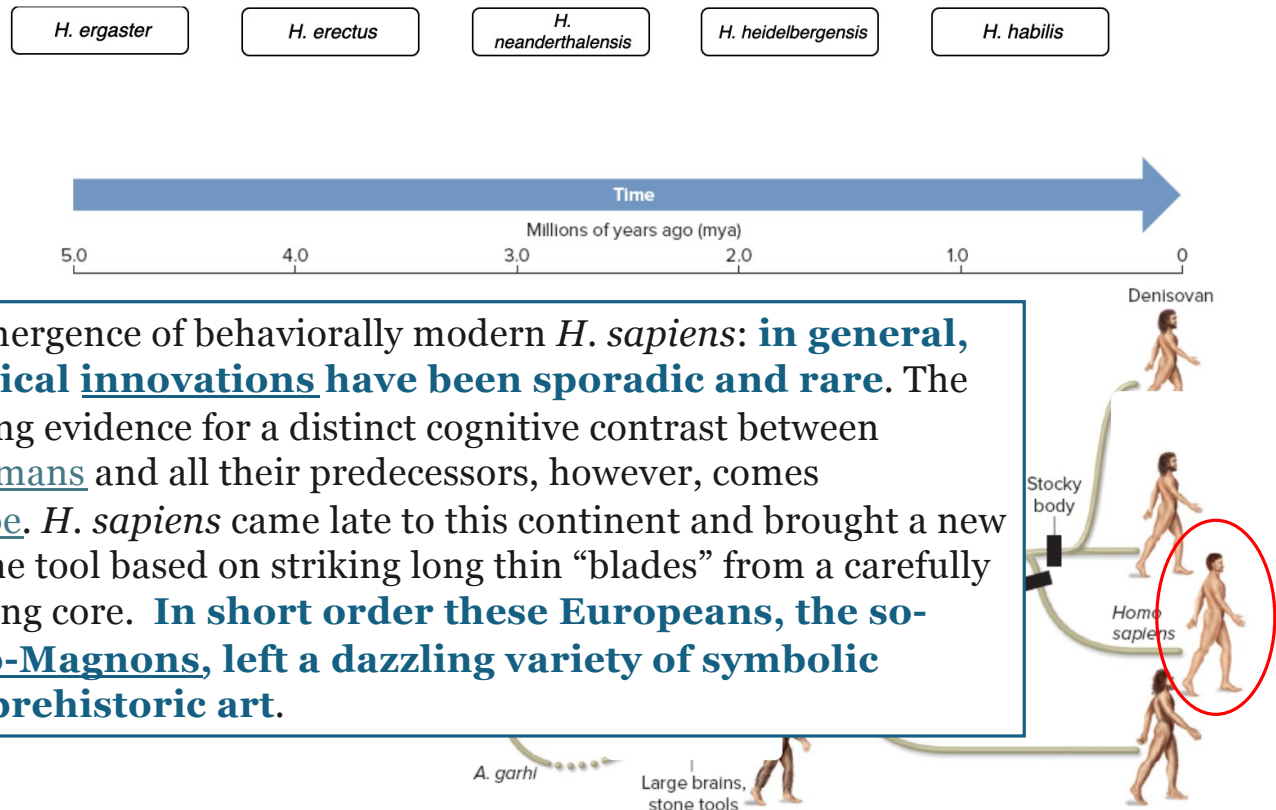 H. ergaster
H. erectus
H.
neanderthalensis
H. heidelbergensis
H. habilis
Time
Millions of years ago (mya)
5.0 4.0 3.0 2.0 1.0 0
Denisovan
mergence of behaviorally modern H. sapiens: in general,
ical innovations have been sporadic and rare. The
ng evidence for a distinct cognitive contrast between
mans and all their predecessors, however, comes
pe. H. sapiens came late to this continent and brought a new
ne tool based on striking long thin “blades” from a carefully
ng core. In short order these Europeans, the so-
o-Magnons, left a dazzling variety of symbolic
prehistoric art.
Stocky
body
Homo
sapiens
A. garhi
Large brains,
stone tools